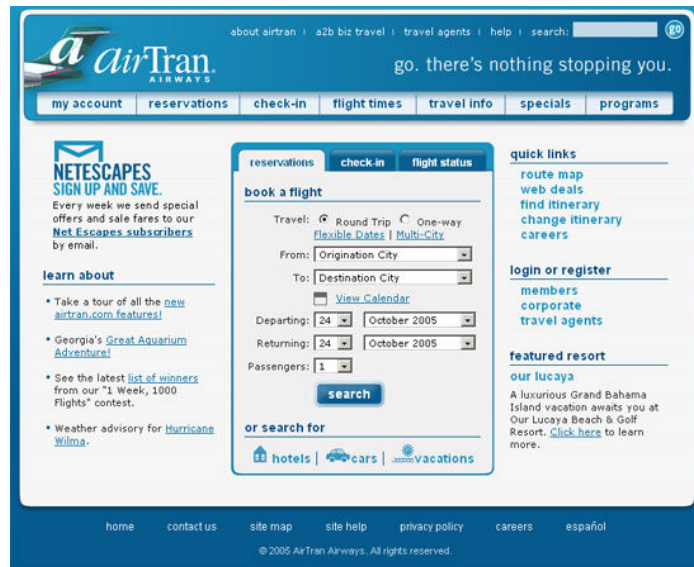 about airtran | a2b biz travel | travel agents | help | search: go
a airTran.
AIRWAYS
go. there's nothing stopping you.
my account | reservations | check-in | flight times | travel info | specials | programs
NETESCAPES
SIGN UP AND SAVE.
Every week we send special
offers and sale fares to our
Net Escapes subscribers
by email.
learn about
• Take a tour of all the new
airtran.com features!
• Georgia's Great Aquarium
Adventure!
• See the latest list of winners
from our "1 Week, 1000
Flights" contest.
• Weather advisory for Hurricane
Wilma.
reservations check-in flight status
book a flight
Travel: Round Trip One-way
Flexible Dates | Multi-City
From: Origination City
To: Destination City
View Calendar
Departing: 24 October 2005
Returning: 24 October 2005
Passengers: 1
search
or search for
hotels | cars | vacations
quick links
route map
web deals
find itinerary
change itinerary
careers
login or register
members
corporate
travel agents
featured resort
our lucaya
A luxurious Grand Bahama
Island vacation awaits you at
Our Lucaya Beach & Golf
Resort. Click here to learn
more.
home contact us site map site help privacy policy careers español
© 2005 AirTran Airways. All rights reserved.